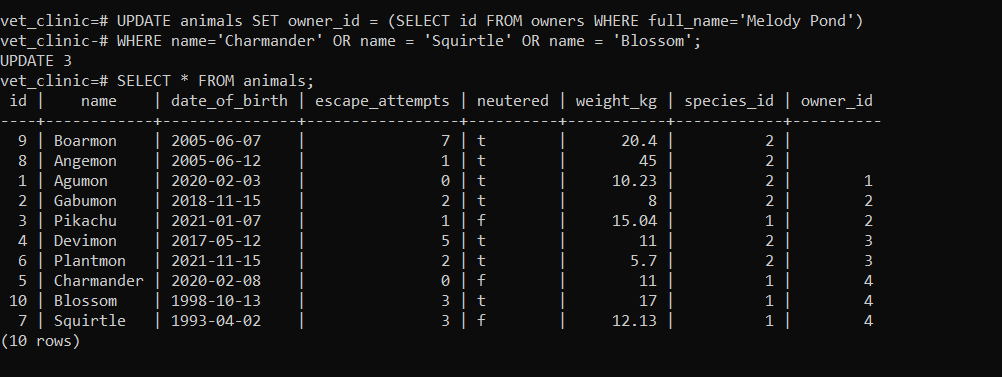 vet_clinic=# UPDATE animals SET owner_id = (SELECT id FROM owners WHERE full_name='Melody Pond')
vet_clinic-# WHERE name='Charmander' OR name = 'Squirtle' OR name = 'Blossom';
UPDATE 3
vet_clinic=# SELECT * FROM animals;
 id |    name    | date_of_birth | escape_attempts | neutered | weight_kg | species_id | owner_id
----+------------+---------------+-----------------+----------+-----------+------------+----------
  9 | Boarmon    | 2005-06-07    |               7 | t        |      20.4 |          2 |
  8 | Angemon    | 2005-06-12    |               1 | t        |        45 |          2 |
  1 | Agumon     | 2020-02-03    |               0 | t        |     10.23 |          2 |        1
  2 | Gabumon    | 2018-11-15    |               2 | t        |         8 |          2 |        2
  3 | Pikachu    | 2021-01-07    |               1 | f        |     15.04 |          1 |        2
  4 | Devimon    | 2017-05-12    |               5 | t        |        11 |          2 |        3
  6 | Plantmon   | 2021-11-15    |               2 | t        |       5.7 |          2 |        3
  5 | Charmander | 2020-02-08    |               0 | f        |        11 |          1 |        4
 10 | Blossom    | 1998-10-13    |               3 | t        |        17 |          1 |        4
  7 | Squirtle   | 1993-04-02    |               3 | f        |     12.13 |          1 |        4
(10 rows)